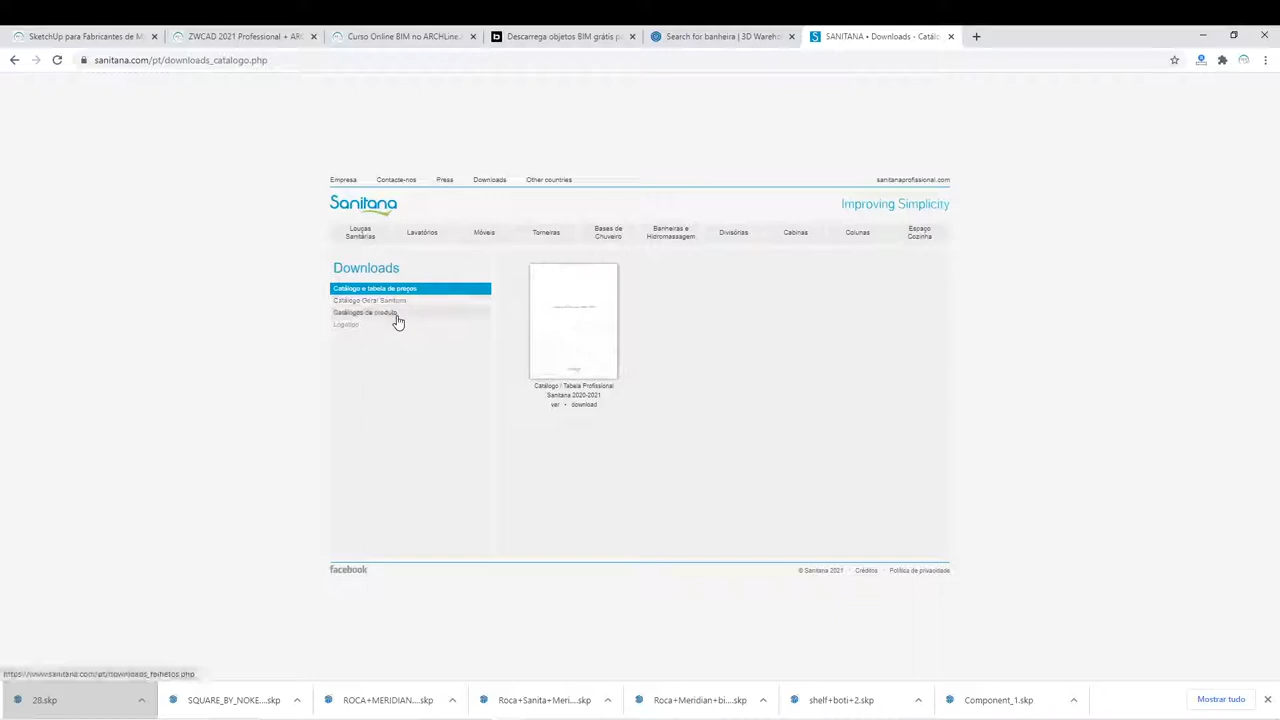 SketchUp para Fabricantes de M
ZWCAD 2021 Professional + ARC
Curso Online BIM no ARCHLine.
Descarrega objetos BIM grátis p
Search for banheira | 3D Wareho
SANITANA • Downloads - Catálo
sanitana.com/pt/downloads_catalogo.php
Empresa Contacte-nos Press Downloads Other countries sanitanaprofissional.com
Sanitana
Improving Simplicity
Louças Sanitárias
Lavatórios
Móveis
Torneiras
Bases de Chuveiro
Banheiras e Hidromassagem
Divisórias
Cabinas
Colunas
Espaço Cozinha
Downloads
Catálogo e tabela de preços
Catálogo Geral Sanitana
Catálogos de produto
Logotipo
Catálogo / Tabela Profissional
Sanitana 2020-2021
ver • download
facebook
© Sanitana 2021 · Créditos · Política de privacidade
https://www.sanitana.com/pt/downloads_folhetos.php
28.skp
SQUARE_BY_NOKE....skp
ROCA+MERIDIAN....skp
Roca+Sanita+Meri....skp
Roca+Meridian+bi....skp
shelf+boti+2.skp
Component_1.skp
Mostrar tudo